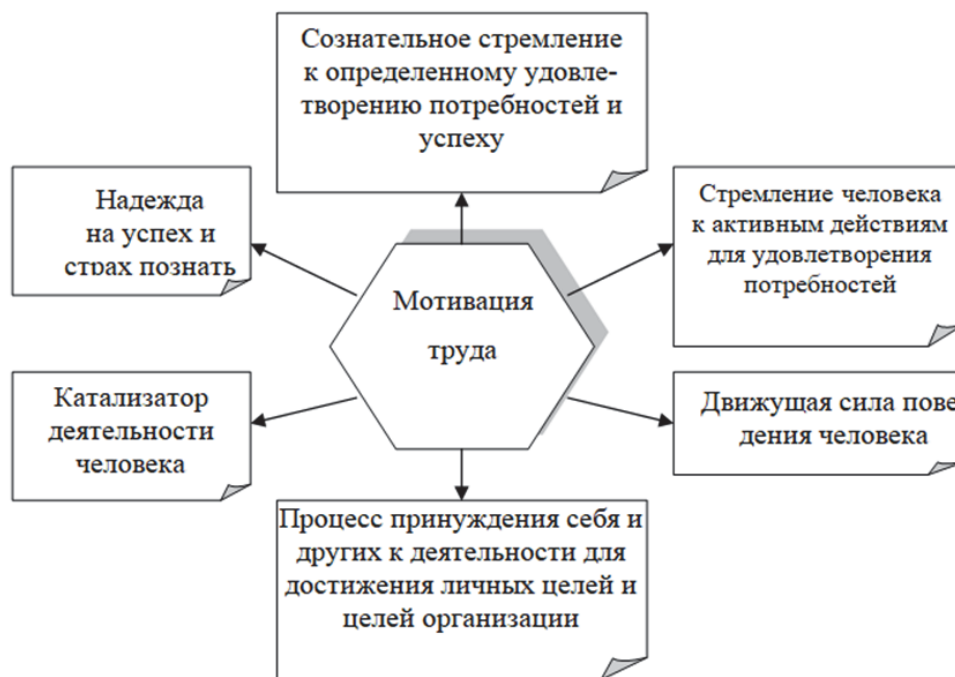 Сознательное стремление
к определенному удовле-
творению потребностей и
успеху
Надежда
на успех и
страх познать
Стремление человека
к активным действиям
для удовлетворения
потребностей
Мотивация
труда
Катализатор
деятельности
человека
Движущая сила пове
дения человека
Процесс принуждения себя и
других к деятельности для
достижения личных целей и
целей организации